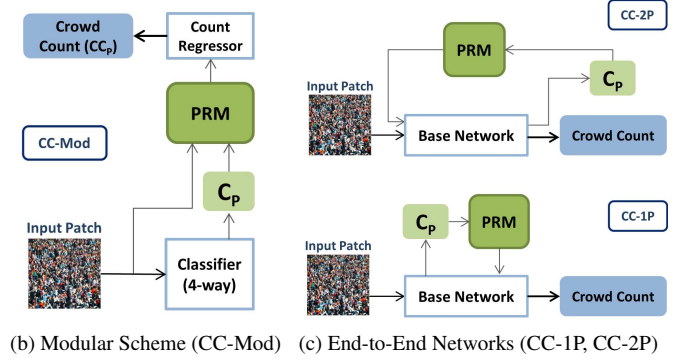 Crowd
Count (CCP)
Count
Regressor
PRM
CC-Mod
CP
Input Patch
Classifier
(4-way)
(b) Modular Scheme (CC-Mod)
CC-2P
PRM
CP
Input Patch
Base Network
Crowd Count
CC-1P
CP
PRM
Input Patch
Base Network
Crowd Count
(c) End-to-End Networks (CC-1P, CC-2P)